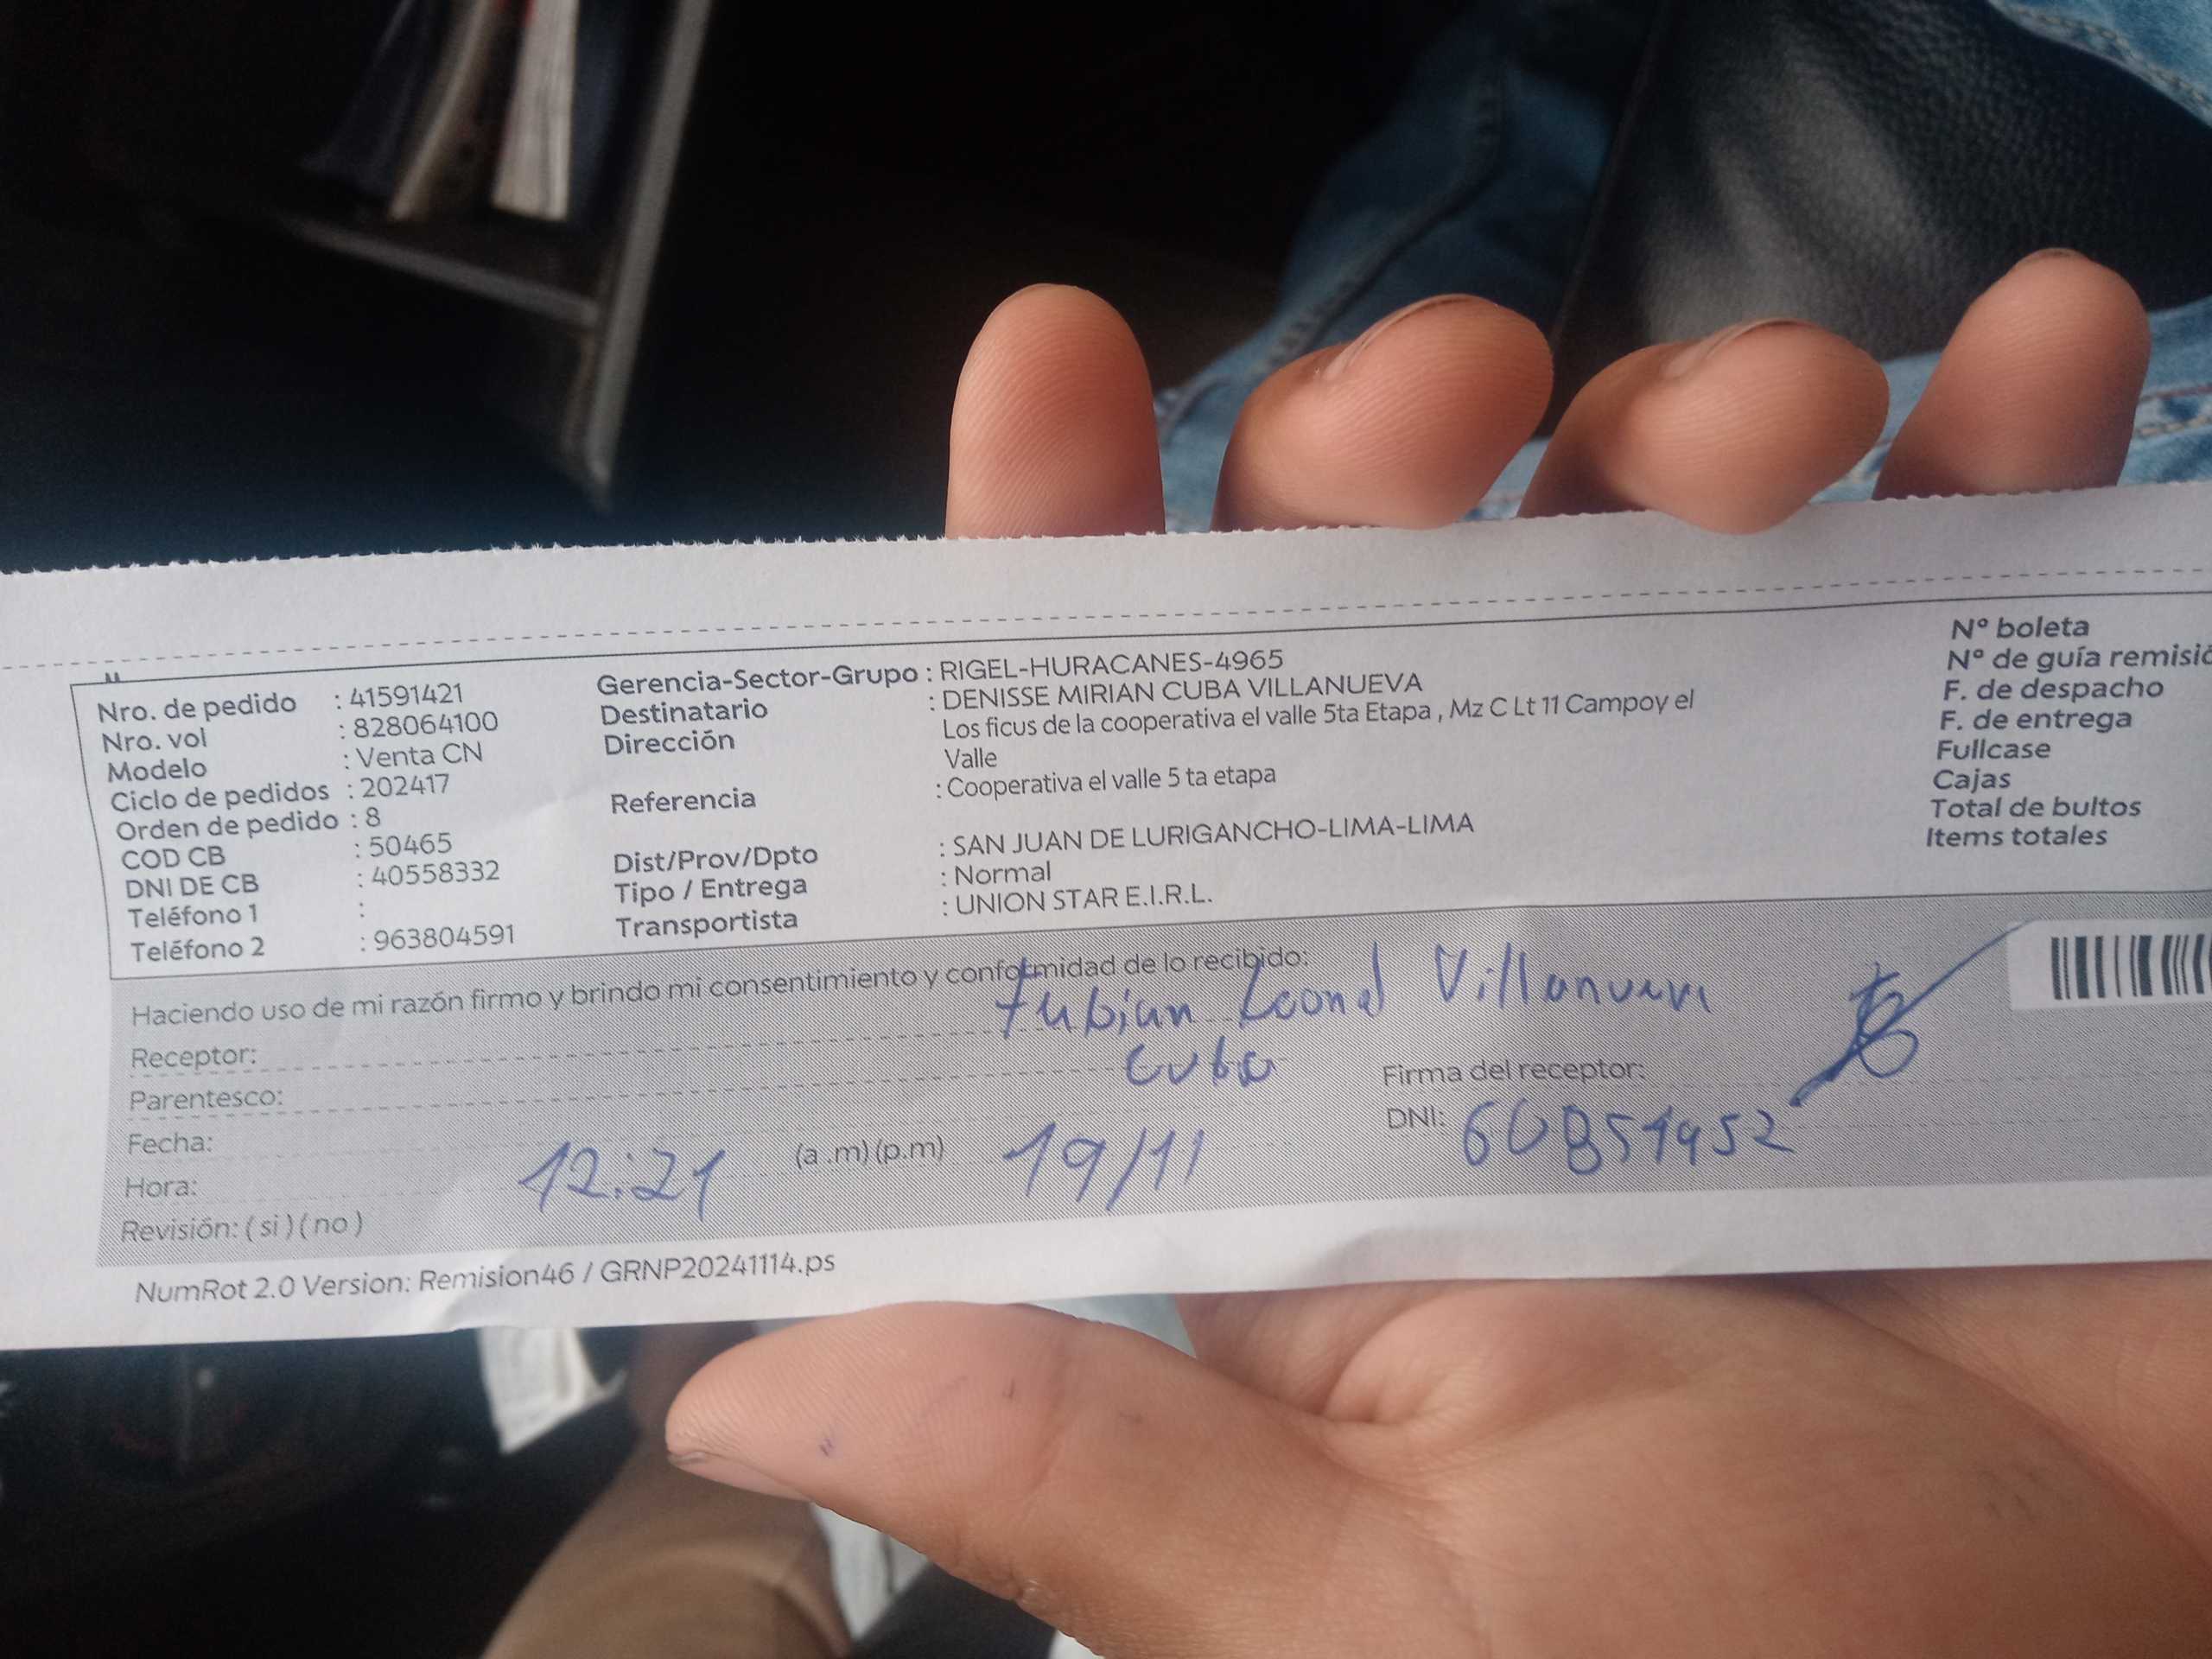 Nro. de pedido : 41591421
Nro. vol : 828064100
Modelo : Venta CN
Ciclo de pedidos : 202417
Orden de pedido : 8
COD CB : 50465
DNI DE CB : 40558332
Teléfono 1 :
Teléfono 2 : 963804591
Gerencia-Sector-Grupo : RIGEL-HURACANES-4965
Destinatario : DENISSE MIRIAN CUBA VILLANUEVA
Dirección Los ficus de la cooperativa el valle 5ta Etapa , Mz C Lt 11 Campoy el
Valle
Referencia : Cooperativa el valle 5 ta etapa
Dist/Prov/Dpto : SAN JUAN DE LURIGANCHO-LIMA-LIMA
Tipo / Entrega : Normal
Transportista : UNION STAR E.I.R.L.
Nº boleta
Nº de guía remisió
F. de despacho
F. de entrega
Fullcase
Cajas
Total de bultos
Items totales
Haciendo uso de mi razón firmo y brindo mi consentimiento y conformidad de lo recibido:
Receptor: Fabian Leonel Villanueva
Cuba
Parentesco:
Firma del receptor:
Fecha:
DNI:
Hora: 12:21 (a .m) (p.m) 19/11
Revisión: ( si ) ( no )
NumRot 2.0 Version: Remision46 / GRNP20241114.ps